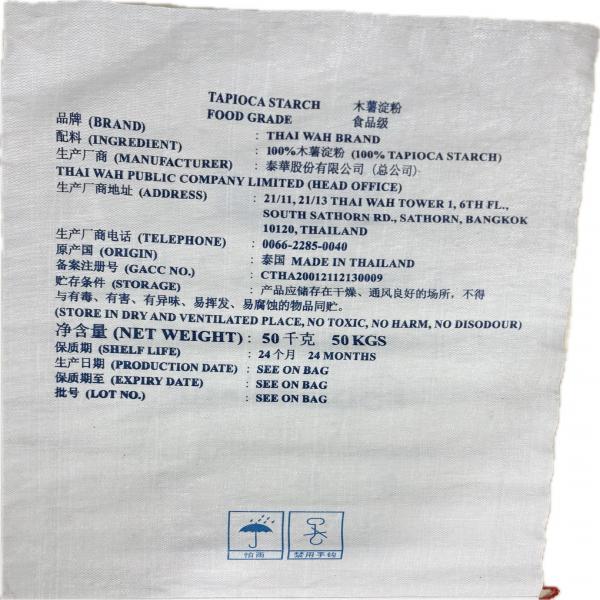 TAPIOCA STARCH 木薯淀粉
FOOD GRADE 食品级
品牌 (BRAND) : THAI WAH BRAND
配料 (INGREDIENT) : 100%木薯淀粉 (100% TAPIOCA STARCH)
生产厂商 (MANUFACTURER) : 泰華股份有限公司 (总公司)
THAI WAH PUBLIC COMPANY LIMITED (HEAD OFFICE)
生产厂商地址 (ADDRESS) : 21/11, 21/13 THAI WAH TOWER 1, 6TH FL.,
SOUTH SATHORN RD., SATHORN, BANGKOK
10120, THAILAND
生产厂商电话 (TELEPHONE) : 0066-2285-0040
原产国 (ORIGIN) : 泰国 MADE IN THAILAND
备案注册号 (GACC NO.) : CTHA20012112130009
贮存条件 (STORAGE) : 产品应储存在干燥、通风良好的场所，不得
与有毒、有害、有异味、易挥发、易腐蚀的物品同贮。
(STORE IN DRY AND VENTILATED PLACE, NO TOXIC, NO HARM, NO DISODOUR)
净含量 (NET WEIGHT) : 50 千克 50 KGS
保质期 (SHELF LIFE) : 24 个月 24 MONTHS
生产日期 (PRODUCTION DATE) : SEE ON BAG
保质期至 (EXPIRY DATE) : SEE ON BAG
批号 (LOT NO.) : SEE ON BAG
怕雨 禁用手钩